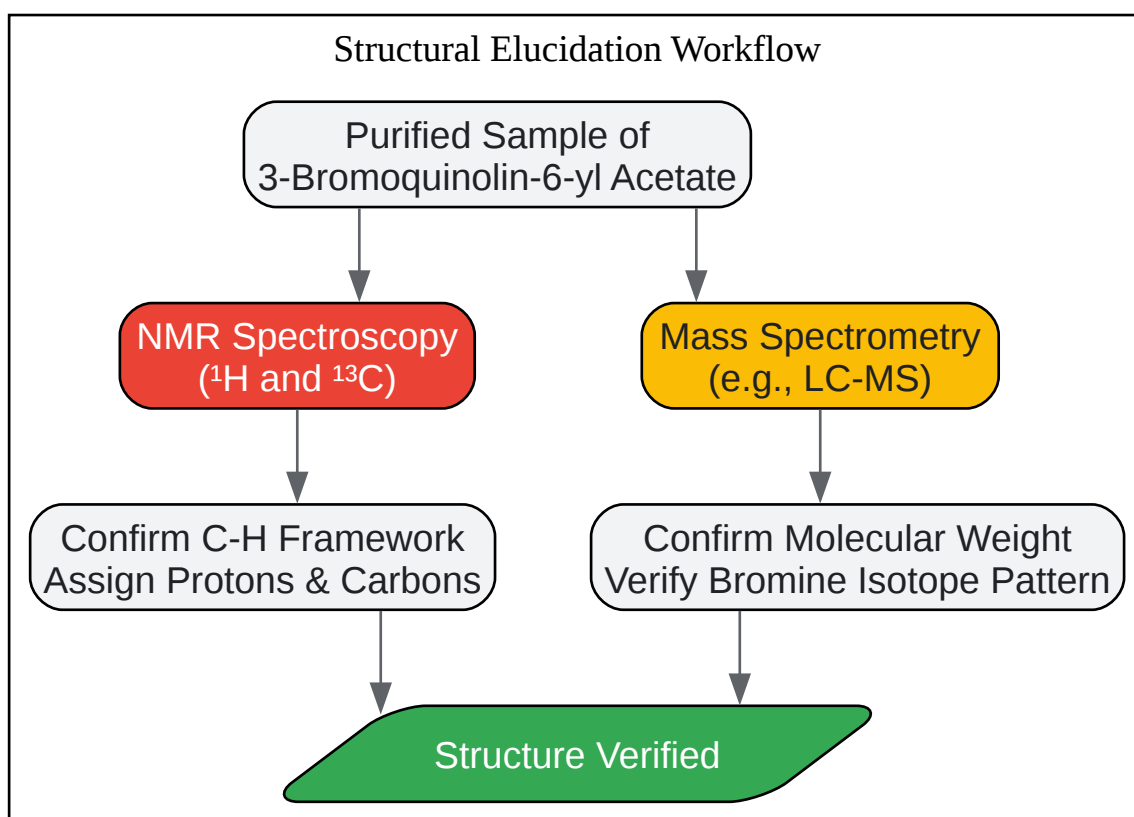 Structural Elucidation Workflow
Purified Sample of
3-Bromoquinolin-6-yl Acetate
NMR Spectroscopy
(¹H and ¹³C)
Mass Spectrometry
(e.g., LC-MS)
Confirm C-H Framework
Assign Protons & Carbons
Confirm Molecular Weight
Verify Bromine Isotope Pattern
Structure Verified